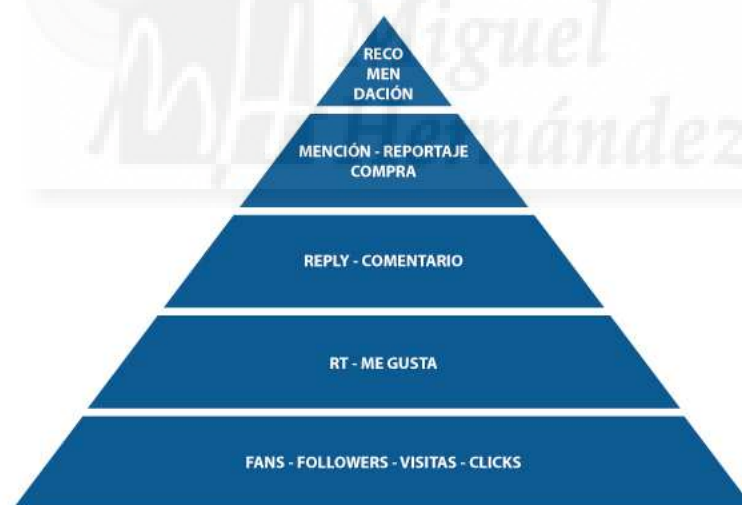 Miguel
Hernández
RECO
MEN
DACIÓN
MENCIÓN - REPORTAJE
COMPRA
REPLY - COMENTARIO
RT - ME GUSTA
FANS - FOLLOWERS - VISITAS - CLICKS